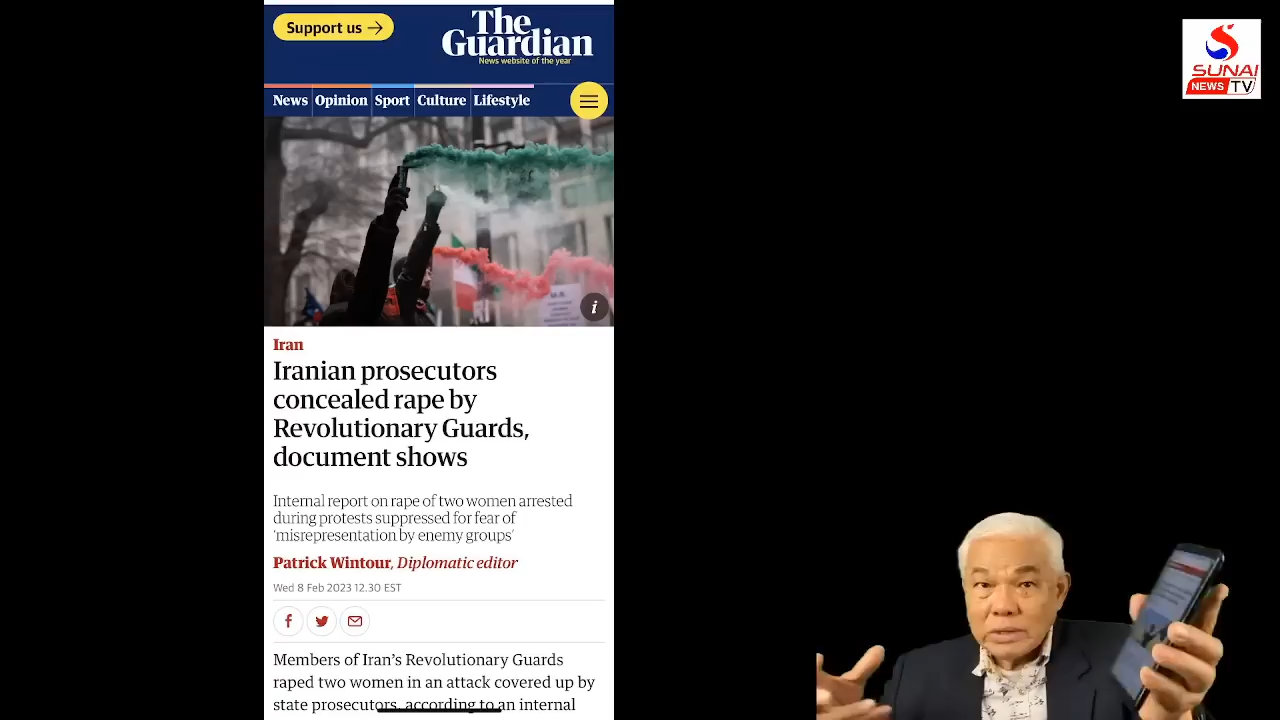 Support us →
The
Guardian
News website of the year
News Opinion Sport Culture Lifestyle
i
Iran
Iranian prosecutors
concealed rape by
Revolutionary Guards,
document shows
Internal report on rape of two women arrested
during protests suppressed for fear of
‘misrepresentation by enemy groups’
Patrick Wintour, Diplomatic editor
Wed 8 Feb 2023 12.30 EST
Members of Iran’s Revolutionary Guards
raped two women in an attack covered up by
state prosecutors, according to an internal
SUNAI
NEWS TV